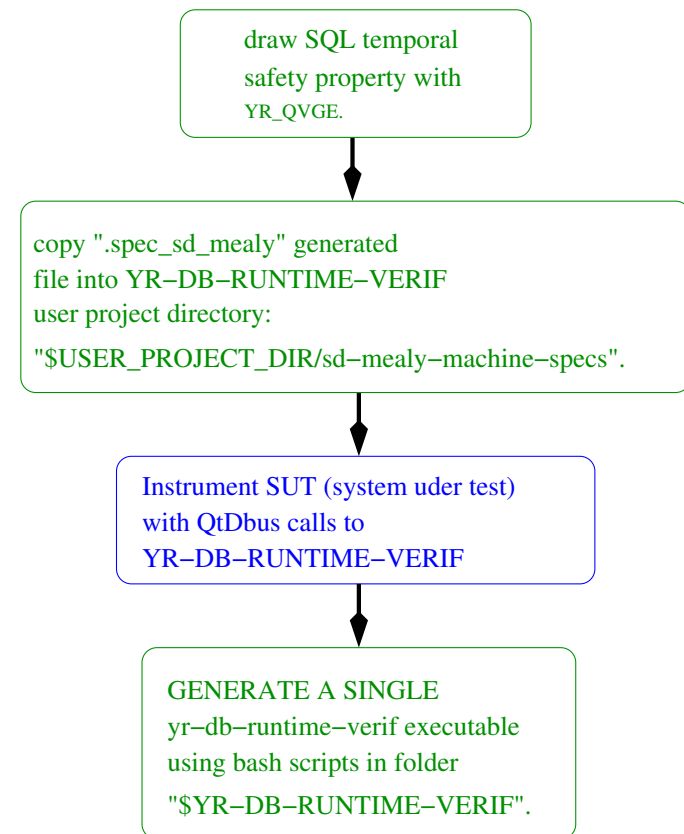 draw SQL temporal
safety property with
YR_QVGE.
copy ".spec_sd_mealy" generated
file into YR−DB−RUNTIME−VERIF
user project directory:
"$USER_PROJECT_DIR/sd−mealy−machine−specs".
Instrument SUT (system uder test)
with QtDbus calls to
YR−DB−RUNTIME−VERIF
GENERATE A SINGLE
yr−db−runtime−verif executable
using bash scripts in folder
"$YR−DB−RUNTIME−VERIF".